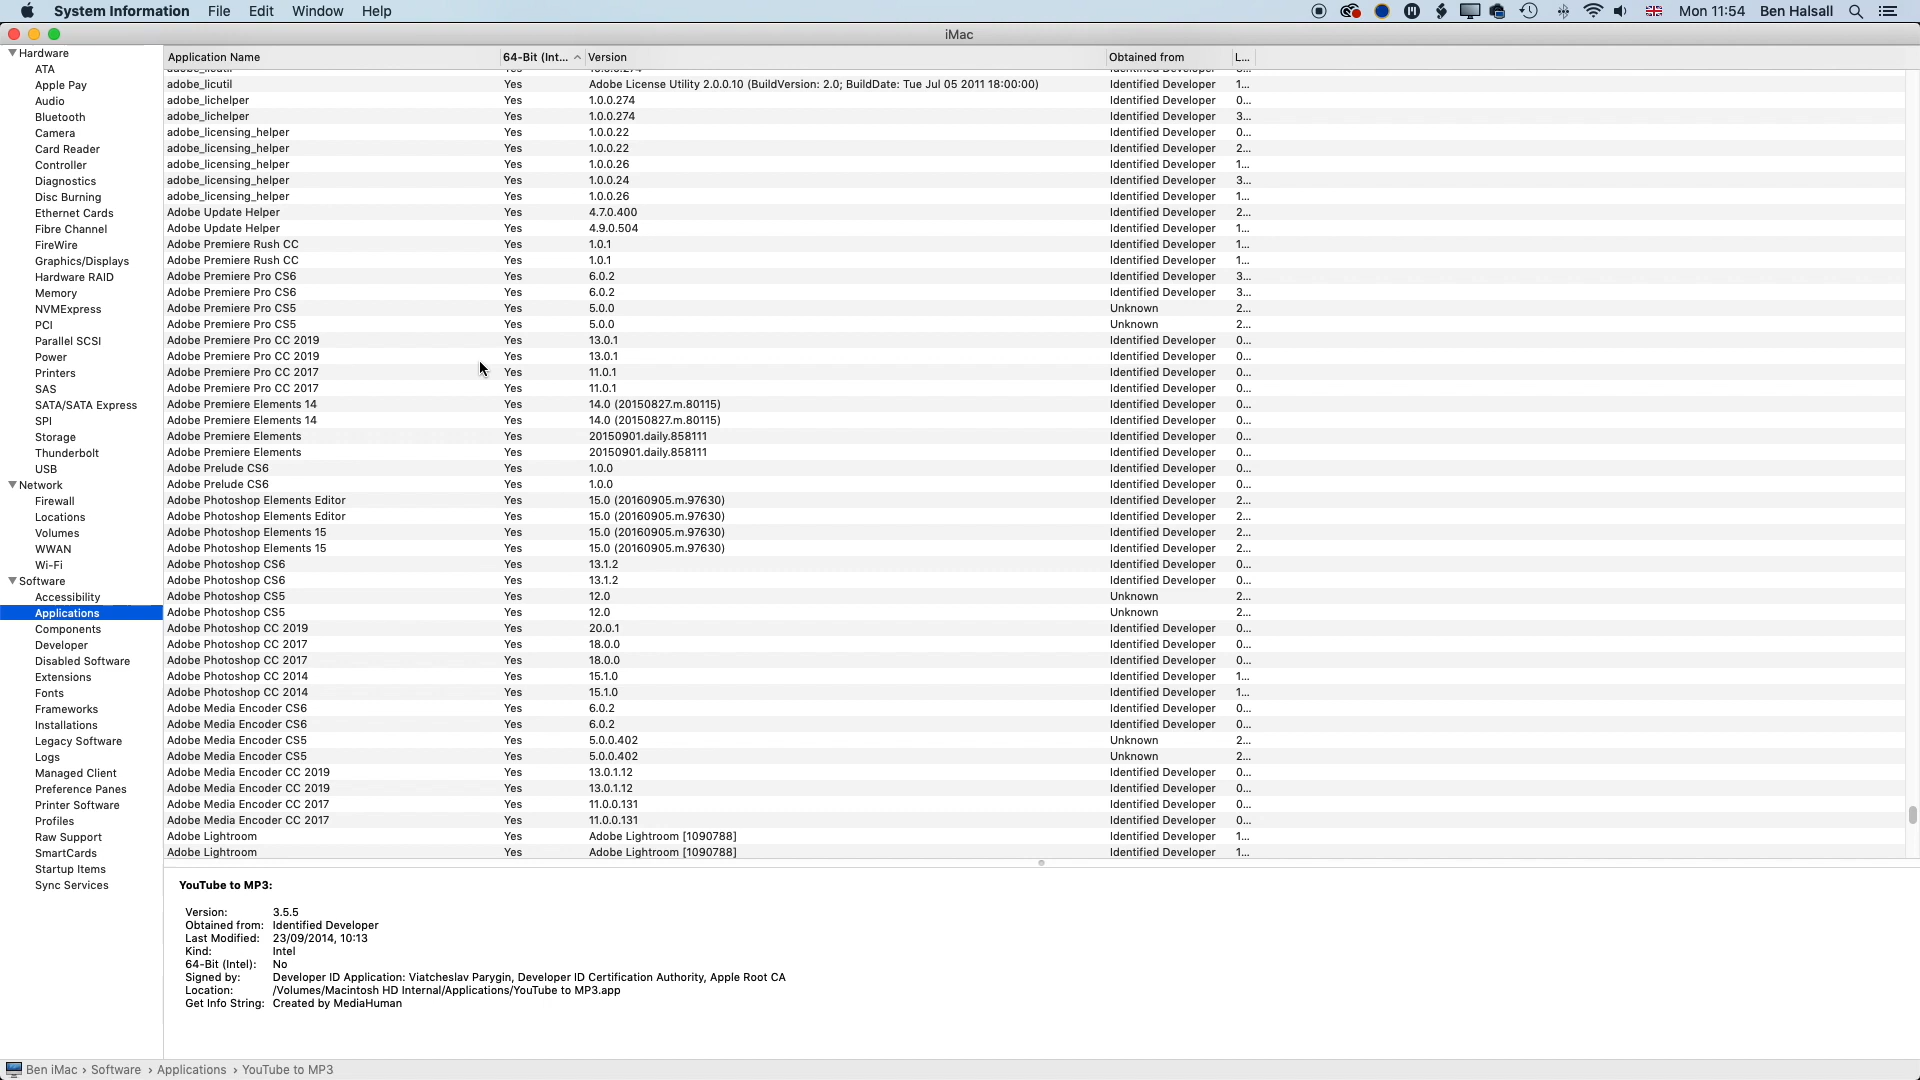 System Information File Edit Window Help Mon 11:54 Ben Halsall
iMac
Hardware
ATA
Apple Pay
Audio
Bluetooth
Camera
Card Reader
Controller
Diagnostics
Disc Burning
Ethernet Cards
Fibre Channel
FireWire
Graphics/Displays
Hardware RAID
Memory
NVMExpress
PCI
Parallel SCSI
Power
Printers
SAS
SATA/SATA Express
SPI
Storage
Thunderbolt
USB
Network
Firewall
Locations
Volumes
WWAN
Wi-Fi
Software
Accessibility
Applications
Components
Developer
Disabled Software
Extensions
Fonts
Frameworks
Installations
Legacy Software
Logs
Managed Client
Preference Panes
Printer Software
Profiles
Raw Support
SmartCards
Startup Items
Sync Services
Application Name 64-Bit (Int... Version Obtained from L...
adobe_licutil Yes Adobe License Utility 2.0.0.10 (BuildVersion: 2.0; BuildDate: Tue Jul 05 2011 18:00:00) Identified Developer 1...
adobe_lichelper Yes 1.0.0.274 Identified Developer 0...
adobe_lichelper Yes 1.0.0.274 Identified Developer 3...
adobe_licensing_helper Yes 1.0.0.22 Identified Developer 0...
adobe_licensing_helper Yes 1.0.0.22 Identified Developer 2...
adobe_licensing_helper Yes 1.0.0.26 Identified Developer 1...
adobe_licensing_helper Yes 1.0.0.24 Identified Developer 3...
adobe_licensing_helper Yes 1.0.0.26 Identified Developer 1...
Adobe Update Helper Yes 4.7.0.400 Identified Developer 2...
Adobe Update Helper Yes 4.9.0.504 Identified Developer 1...
Adobe Premiere Rush CC Yes 1.0.1 Identified Developer 1...
Adobe Premiere Rush CC Yes 1.0.1 Identified Developer 1...
Adobe Premiere Pro CS6 Yes 6.0.2 Identified Developer 3...
Adobe Premiere Pro CS6 Yes 6.0.2 Identified Developer 3...
Adobe Premiere Pro CS5 Yes 5.0.0 Unknown 2...
Adobe Premiere Pro CS5 Yes 5.0.0 Unknown 2...
Adobe Premiere Pro CC 2019 Yes 13.0.1 Identified Developer 0...
Adobe Premiere Pro CC 2019 Yes 13.0.1 Identified Developer 0...
Adobe Premiere Pro CC 2017 Yes 11.0.1 Identified Developer 0...
Adobe Premiere Pro CC 2017 Yes 11.0.1 Identified Developer 0...
Adobe Premiere Elements 14 Yes 14.0 (20150827.m.80115) Identified Developer 0...
Adobe Premiere Elements 14 Yes 14.0 (20150827.m.80115) Identified Developer 0...
Adobe Premiere Elements Yes 20150901.daily.858111 Identified Developer 0...
Adobe Premiere Elements Yes 20150901.daily.858111 Identified Developer 0...
Adobe Prelude CS6 Yes 1.0.0 Identified Developer 0...
Adobe Prelude CS6 Yes 1.0.0 Identified Developer 0...
Adobe Photoshop Elements Editor Yes 15.0 (20160905.m.97630) Identified Developer 2...
Adobe Photoshop Elements Editor Yes 15.0 (20160905.m.97630) Identified Developer 2...
Adobe Photoshop Elements 15 Yes 15.0 (20160905.m.97630) Identified Developer 2...
Adobe Photoshop Elements 15 Yes 15.0 (20160905.m.97630) Identified Developer 2...
Adobe Photoshop CS6 Yes 13.1.2 Identified Developer 0...
Adobe Photoshop CS6 Yes 13.1.2 Identified Developer 0...
Adobe Photoshop CS5 Yes 12.0 Unknown 2...
Adobe Photoshop CS5 Yes 12.0 Unknown 2...
Adobe Photoshop CC 2019 Yes 20.0.1 Identified Developer 0...
Adobe Photoshop CC 2017 Yes 18.0.0 Identified Developer 0...
Adobe Photoshop CC 2017 Yes 18.0.0 Identified Developer 0...
Adobe Photoshop CC 2014 Yes 15.1.0 Identified Developer 1...
Adobe Photoshop CC 2014 Yes 15.1.0 Identified Developer 1...
Adobe Media Encoder CS6 Yes 6.0.2 Identified Developer 0...
Adobe Media Encoder CS6 Yes 6.0.2 Identified Developer 0...
Adobe Media Encoder CS5 Yes 5.0.0.402 Unknown 2...
Adobe Media Encoder CS5 Yes 5.0.0.402 Unknown 2...
Adobe Media Encoder CC 2019 Yes 13.0.1.12 Identified Developer 0...
Adobe Media Encoder CC 2019 Yes 13.0.1.12 Identified Developer 0...
Adobe Media Encoder CC 2017 Yes 11.0.0.131 Identified Developer 0...
Adobe Media Encoder CC 2017 Yes 11.0.0.131 Identified Developer 0...
Adobe Lightroom Yes Adobe Lightroom [1090788] Identified Developer 1...
Adobe Lightroom Yes Adobe Lightroom [1090788] Identified Developer 1...
YouTube to MP3:
Version: 3.5.5
Obtained from: Identified Developer
Last Modified: 23/09/2014, 10:13
Kind: Intel
64-Bit (Intel): No
Signed by: Developer ID Application: Viatcheslav Parygin, Developer ID Certification Authority, Apple Root CA
Location: /Volumes/Macintosh HD Internal/Applications/YouTube to MP3.app
Get Info String: Created by MediaHuman
Ben iMac › Software › Applications › YouTube to MP3